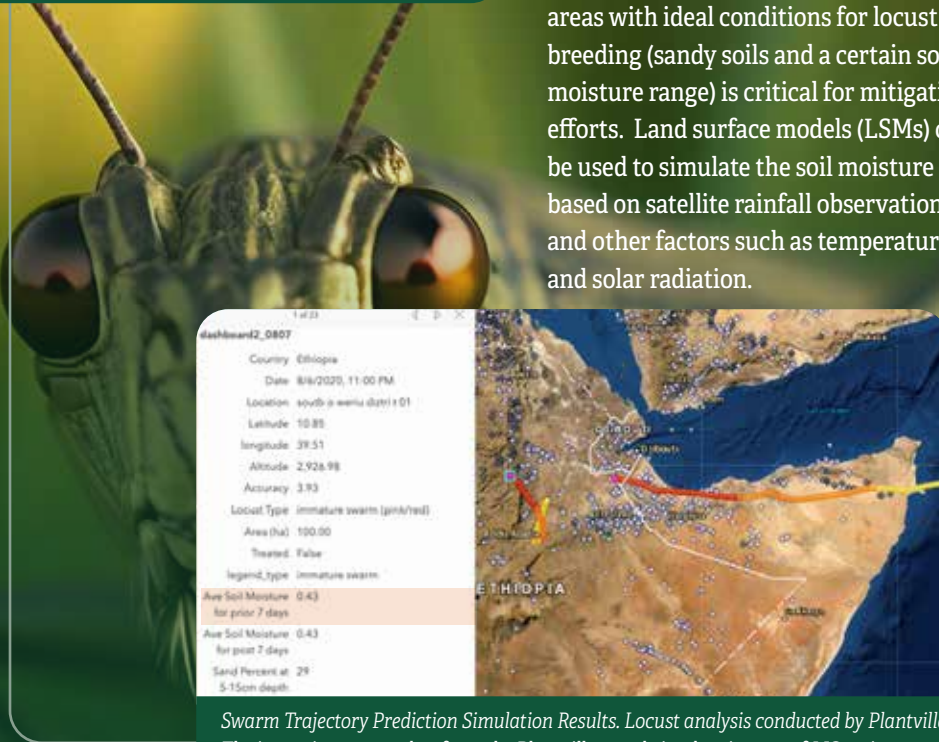 areas with ideal conditions for locust
breeding (sandy soils and a certain so
moisture range) is critical for mitigati
efforts. Land surface models (LSMs)
be used to simulate the soil moisture
based on satellite rainfall observation
and other factors such as temperatur
and solar radiation.
1 of 23
dashboard2_0807
Country Ethiopia
Date 8/6/2020, 11:00 PM
Location
Latitude 10.85
longitude 39.51
Altitude 2,926.98
Accuracy 3.93
Locust Type immature swarm (pink/red)
Area (ha) 100.00
Treated False
legend_type immature swarm
Ave Soil Moisture 0.43
for prior 7 days
Ave Soil Moisture 0.43
for post 7 days
Sand Percent at 29
5-15cm depth
Djibouti
ETHIOPIA
Swarm Trajectory Prediction Simulation Results. Locust analysis conducted by Plantville